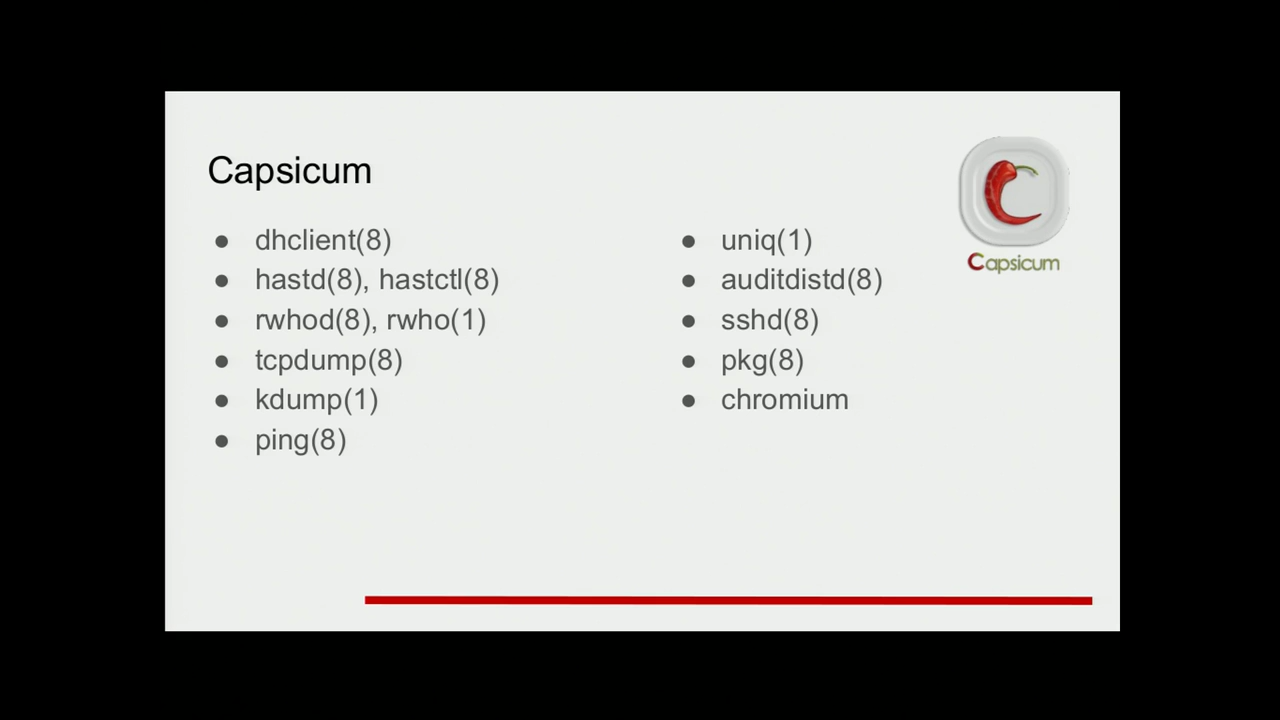 Capsicum
● dhclient(8)
● hastd(8), hastctl(8)
● rwhod(8), rwho(1)
● tcpdump(8)
● kdump(1)
● ping(8)
● uniq(1)
● auditdistd(8)
● sshd(8)
● pkg(8)
● chromium
Capsicum